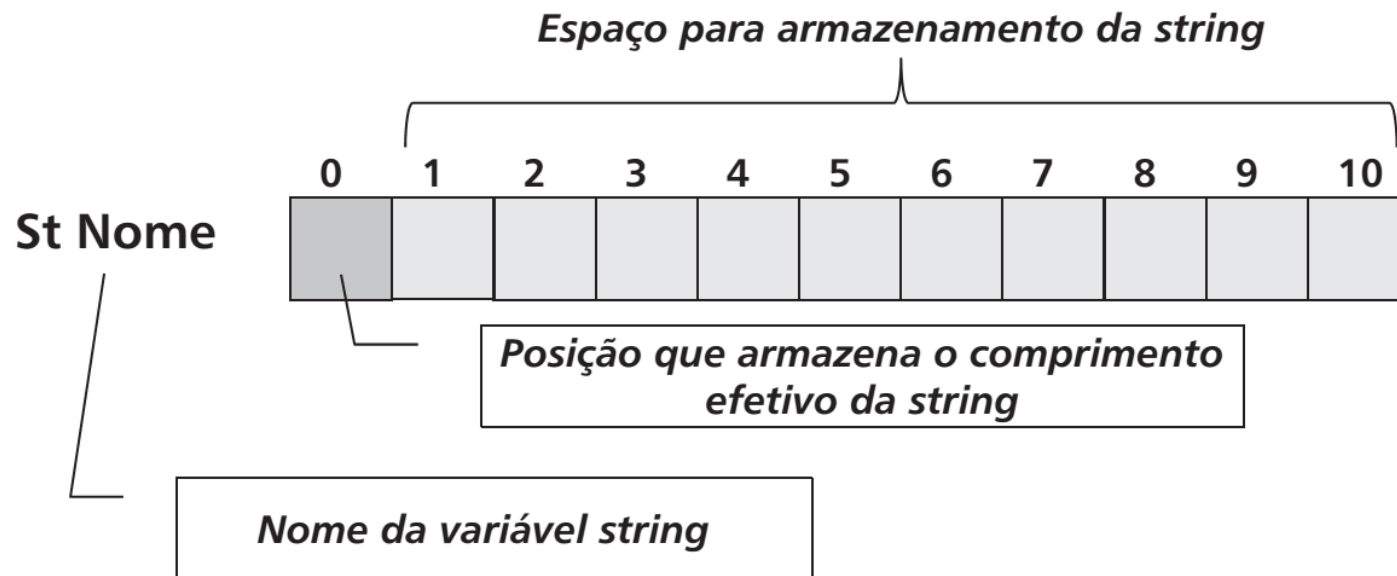 Espaço para armazenamento da string
0 1 2 3 4 5 6 7 8 9 10
St Nome
Posição que armazena o comprimento
efetivo da string
Nome da variável string